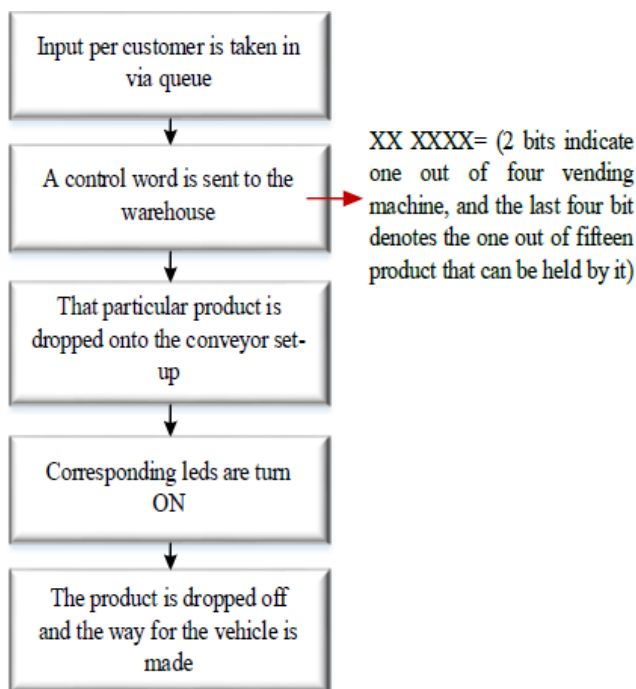 Input per customer is taken in
via queue
A control word is sent to the
warehouse
XX XXXX= (2 bits indicate
one out of four vending
machine, and the last four bit
denotes the one out of fifteen
product that can be held by it)
That particular product is
dropped onto the conveyor set-
up
Corresponding leds are turn
ON
The product is dropped off
and the way for the vehicle is
made